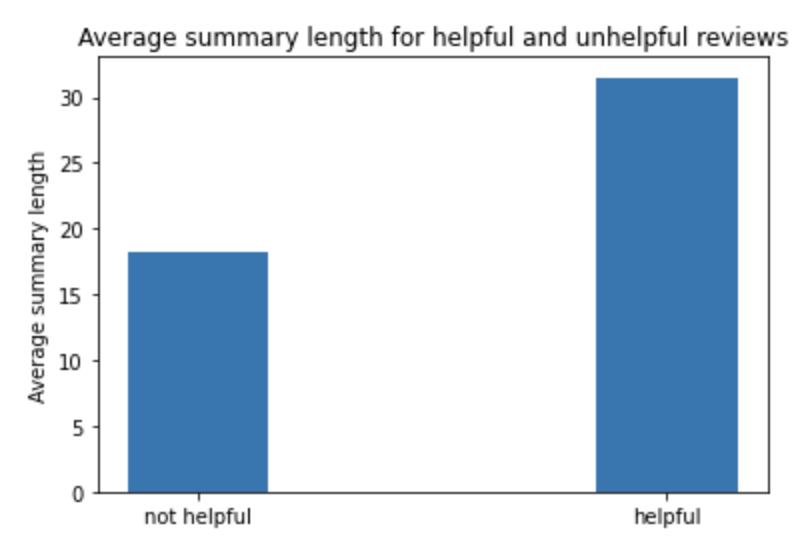 Average summary length for helpful and unhelpful reviews
Average summary length
30
25
20
15
10
5
0
not helpful
helpful